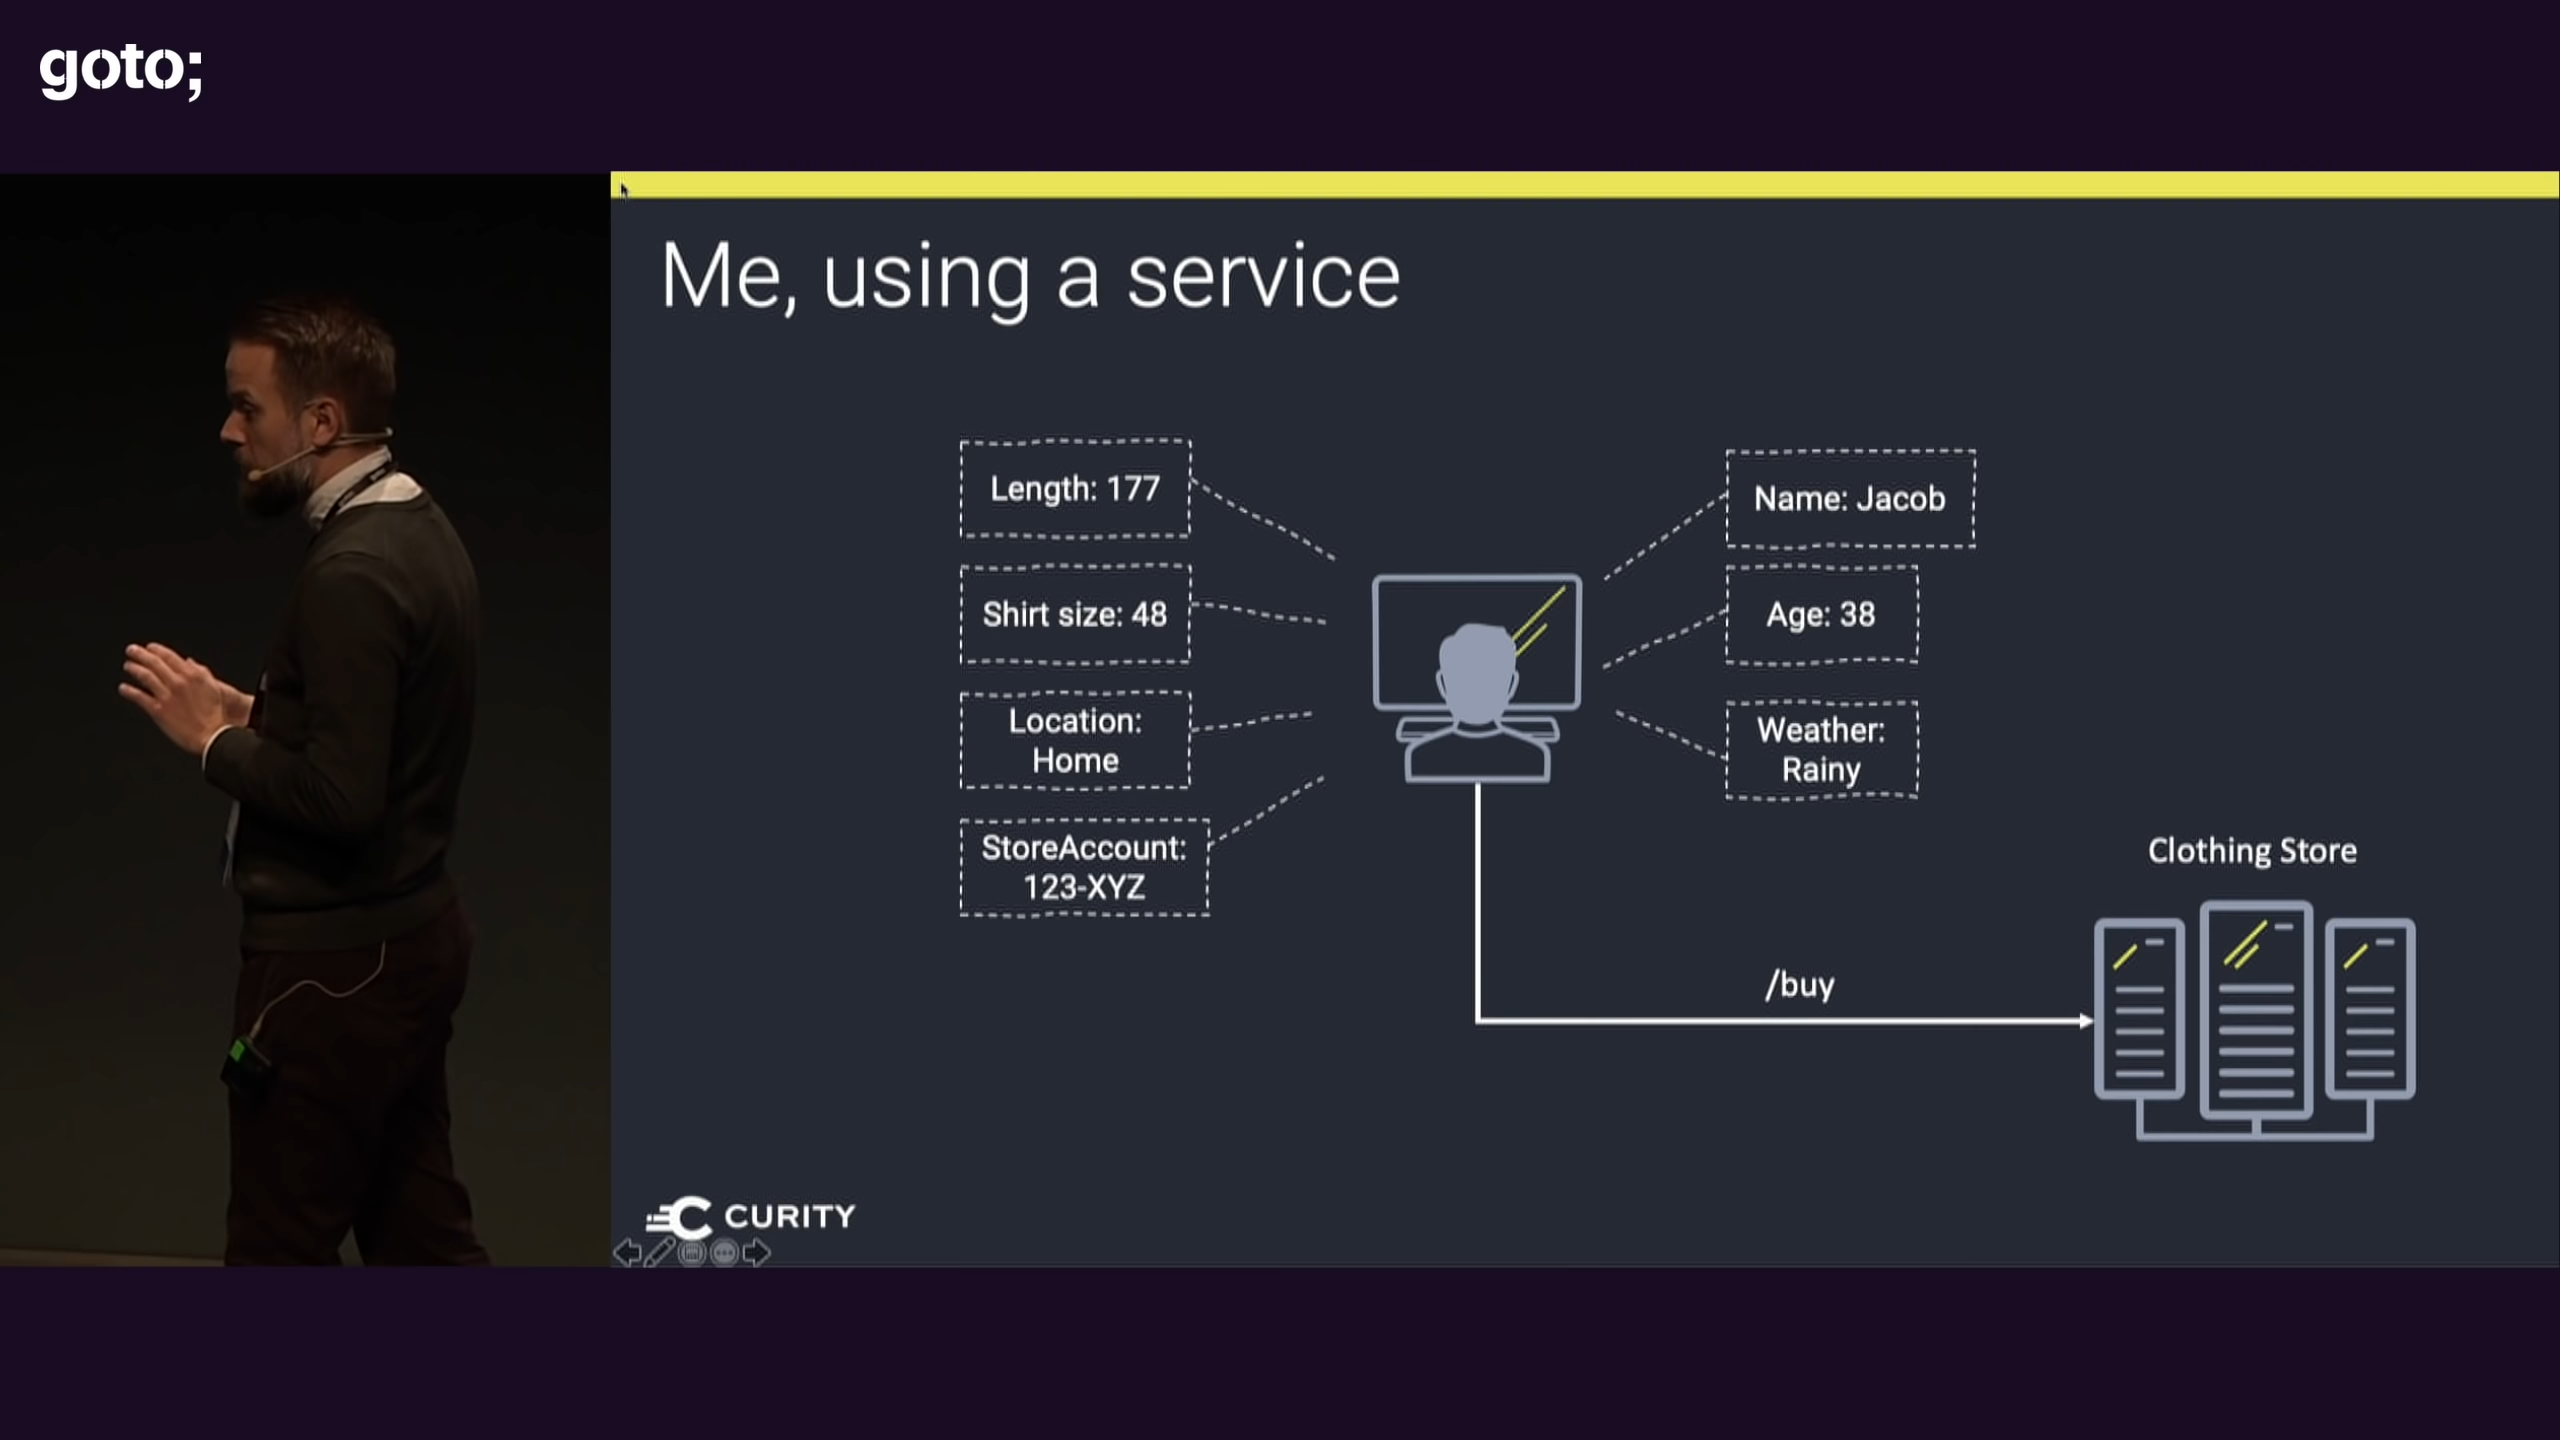 goto;
Me, using a service
Length: 177
Shirt size: 48
Location:
Home
StoreAccount:
123-XYZ
Name: Jacob
Age: 38
Weather:
Rainy
/buy
Clothing Store
CURITY